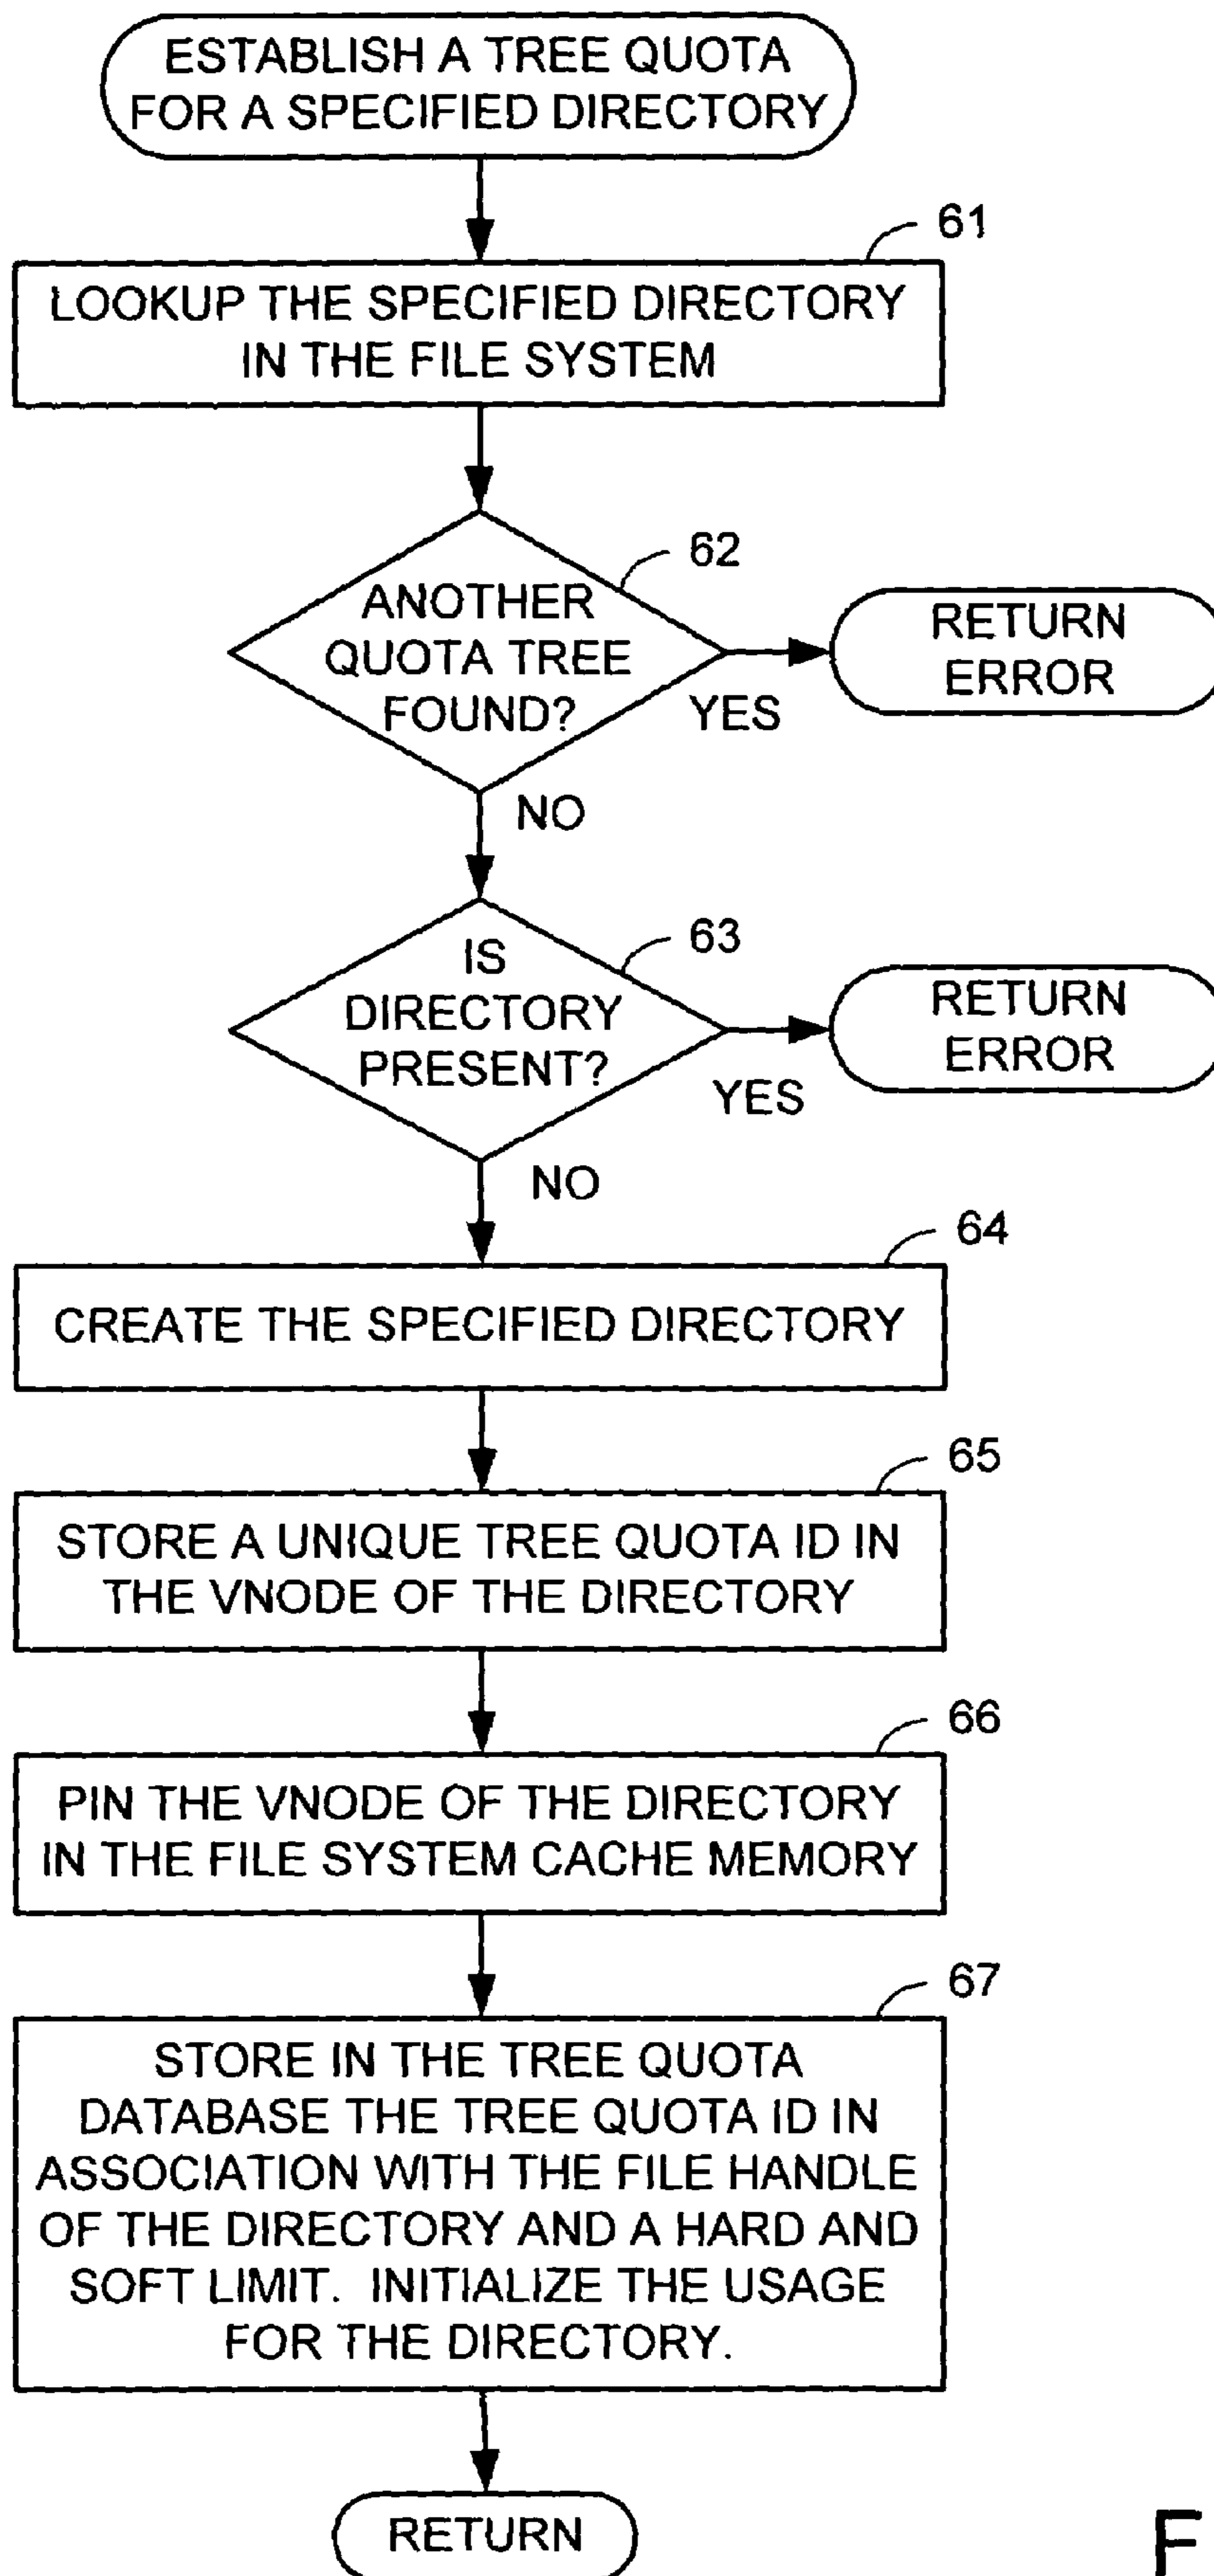 ESTABLISH A TREE QUOTA
FOR A SPECIFIED DIRECTORY
61
LOOKUP THE SPECIFIED DIRECTORY
IN THE FILE SYSTEM
62
ANOTHER
QUOTA TREE
FOUND?
YES
RETURN
ERROR
NO
63
IS
DIRECTORY
PRESENT?
YES
RETURN
ERROR
NO
64
CREATE THE SPECIFIED DIRECTORY
65
STORE A UNIQUE TREE QUOTA ID IN
THE VNODE OF THE DIRECTORY
66
PIN THE VNODE OF THE DIRECTORY
IN THE FILE SYSTEM CACHE MEMORY
67
STORE IN THE TREE QUOTA
DATABASE THE TREE QUOTA ID IN
ASSOCIATION WITH THE FILE HANDLE
OF THE DIRECTORY AND A HARD AND
SOFT LIMIT. INITIALIZE THE USAGE
FOR THE DIRECTORY.
RETURN
F